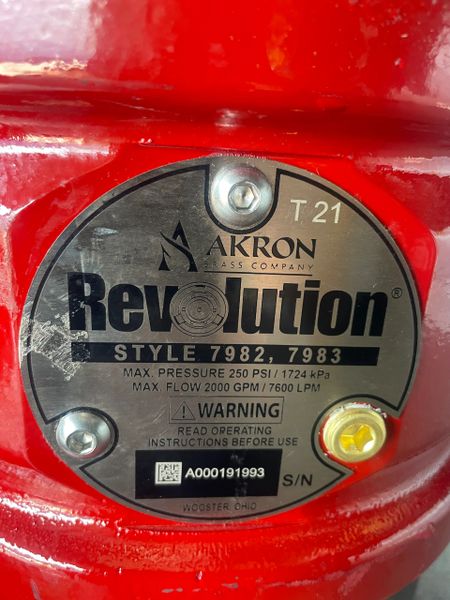 T 21
AKRON
BRASS COMPANY
Revolution®
STYLE 7982, 7983
MAX. PRESSURE 250 PSI / 1724 kPa
MAX. FLOW 2000 GPM / 7600 LPM
WARNING
READ OPERATING
INSTRUCTIONS BEFORE USE
A000191993 S/N
WOOSTER, OHIO